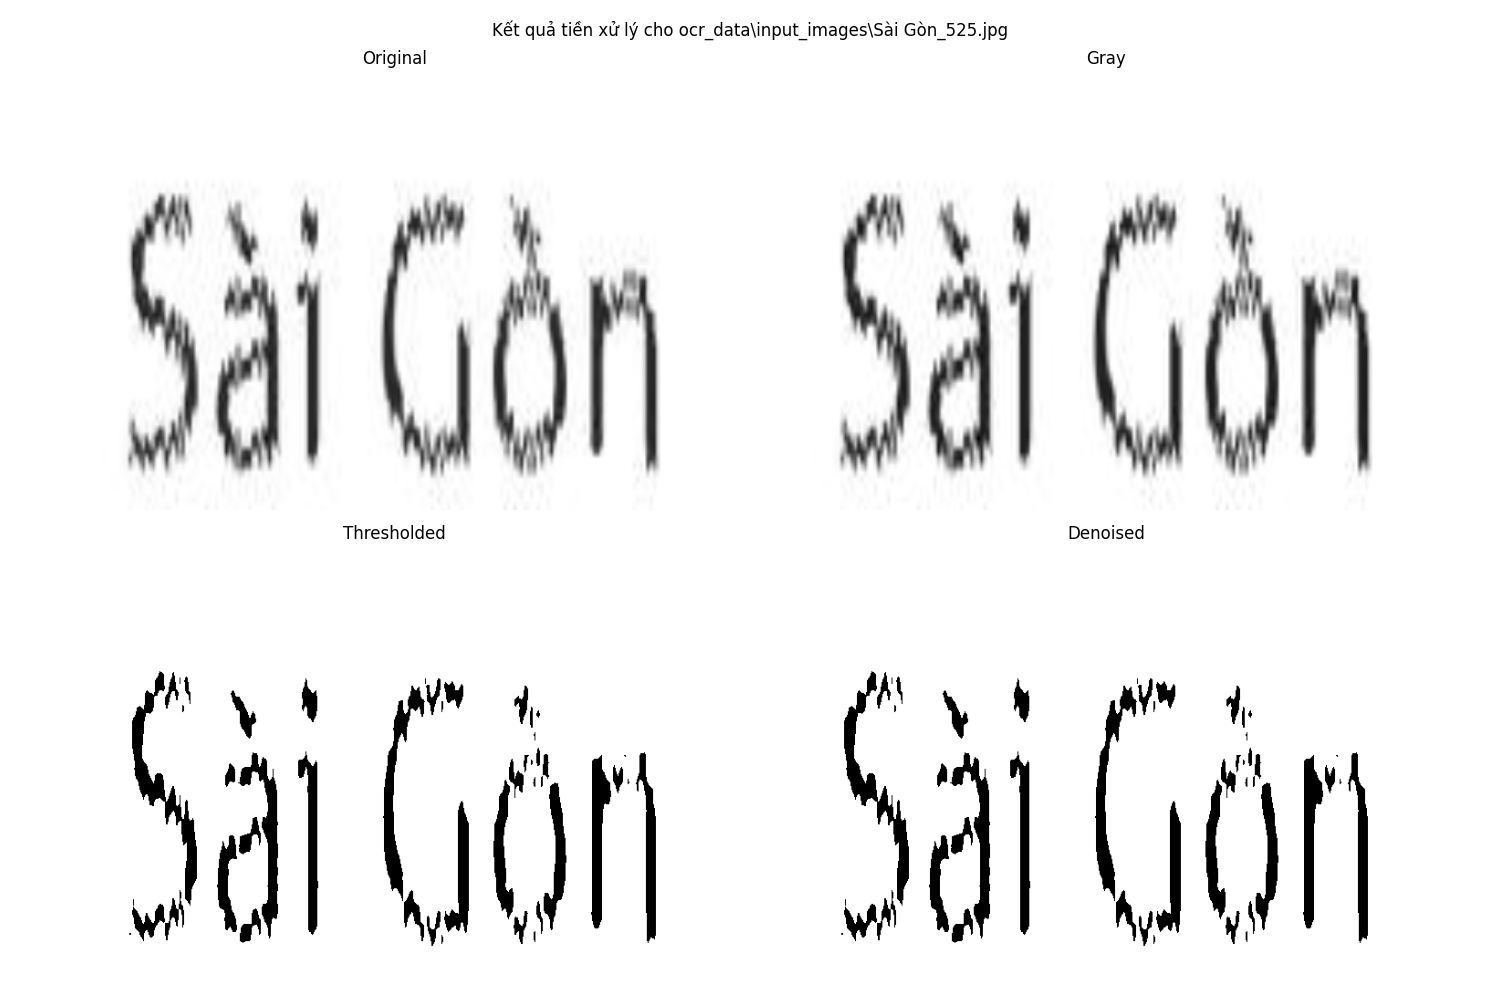 Kết quả tiền xử lý cho ocr_data\input_images\Sài Gòn_525.jpg
Original
Gray
Sài Gòn
Sài Gòn
Thresholded
Denoised
Sài Gòn
Sài Gòn